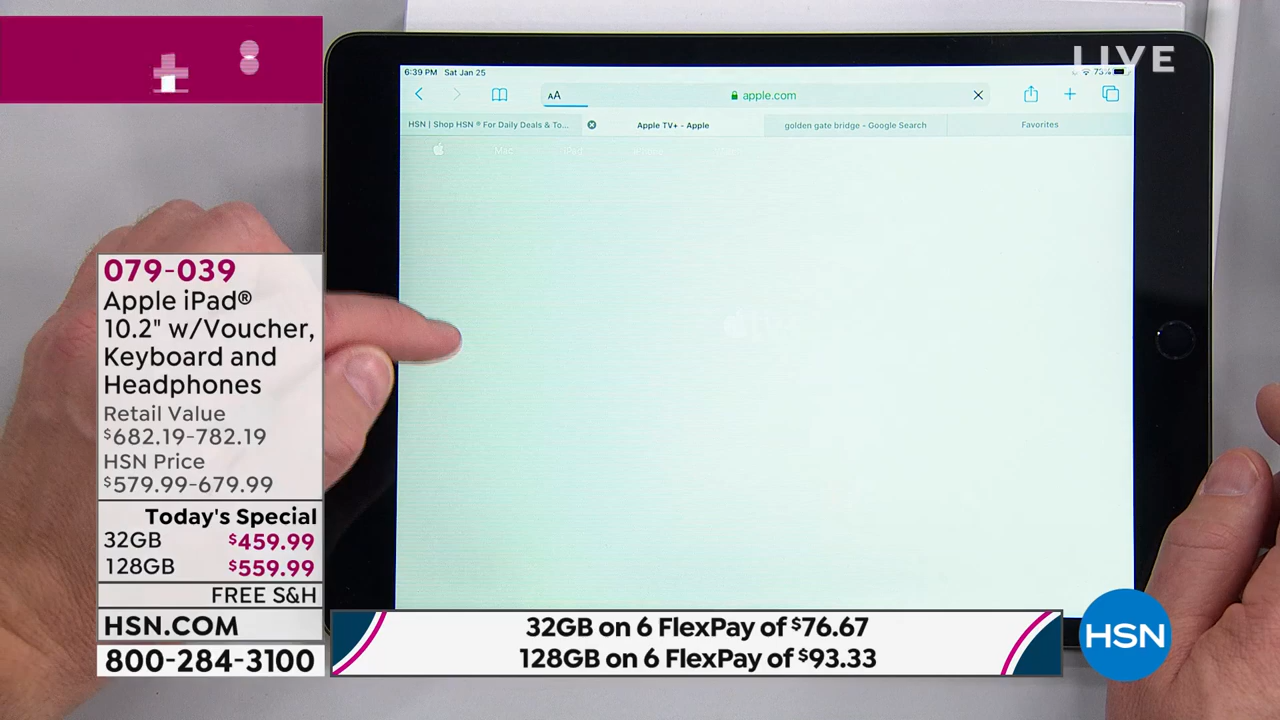 LIVE
6:39 PM Sat Jan 25
73%
AA
apple.com
HSN | Shop HSN ® For Daily Deals & To...
Apple TV+ - Apple
golden gate bridge - Google Search
Favorites
Mac
iPad
079-039
Apple iPad®
10.2" w/Voucher,
Keyboard and
Headphones
Retail Value
$682.19-782.19
HSN Price
$579.99-679.99
Today's Special
32GB $459.99
128GB $559.99
FREE S&H
HSN.COM
800-284-3100
32GB on 6 FlexPay of $76.67
128GB on 6 FlexPay of $93.33
HSN